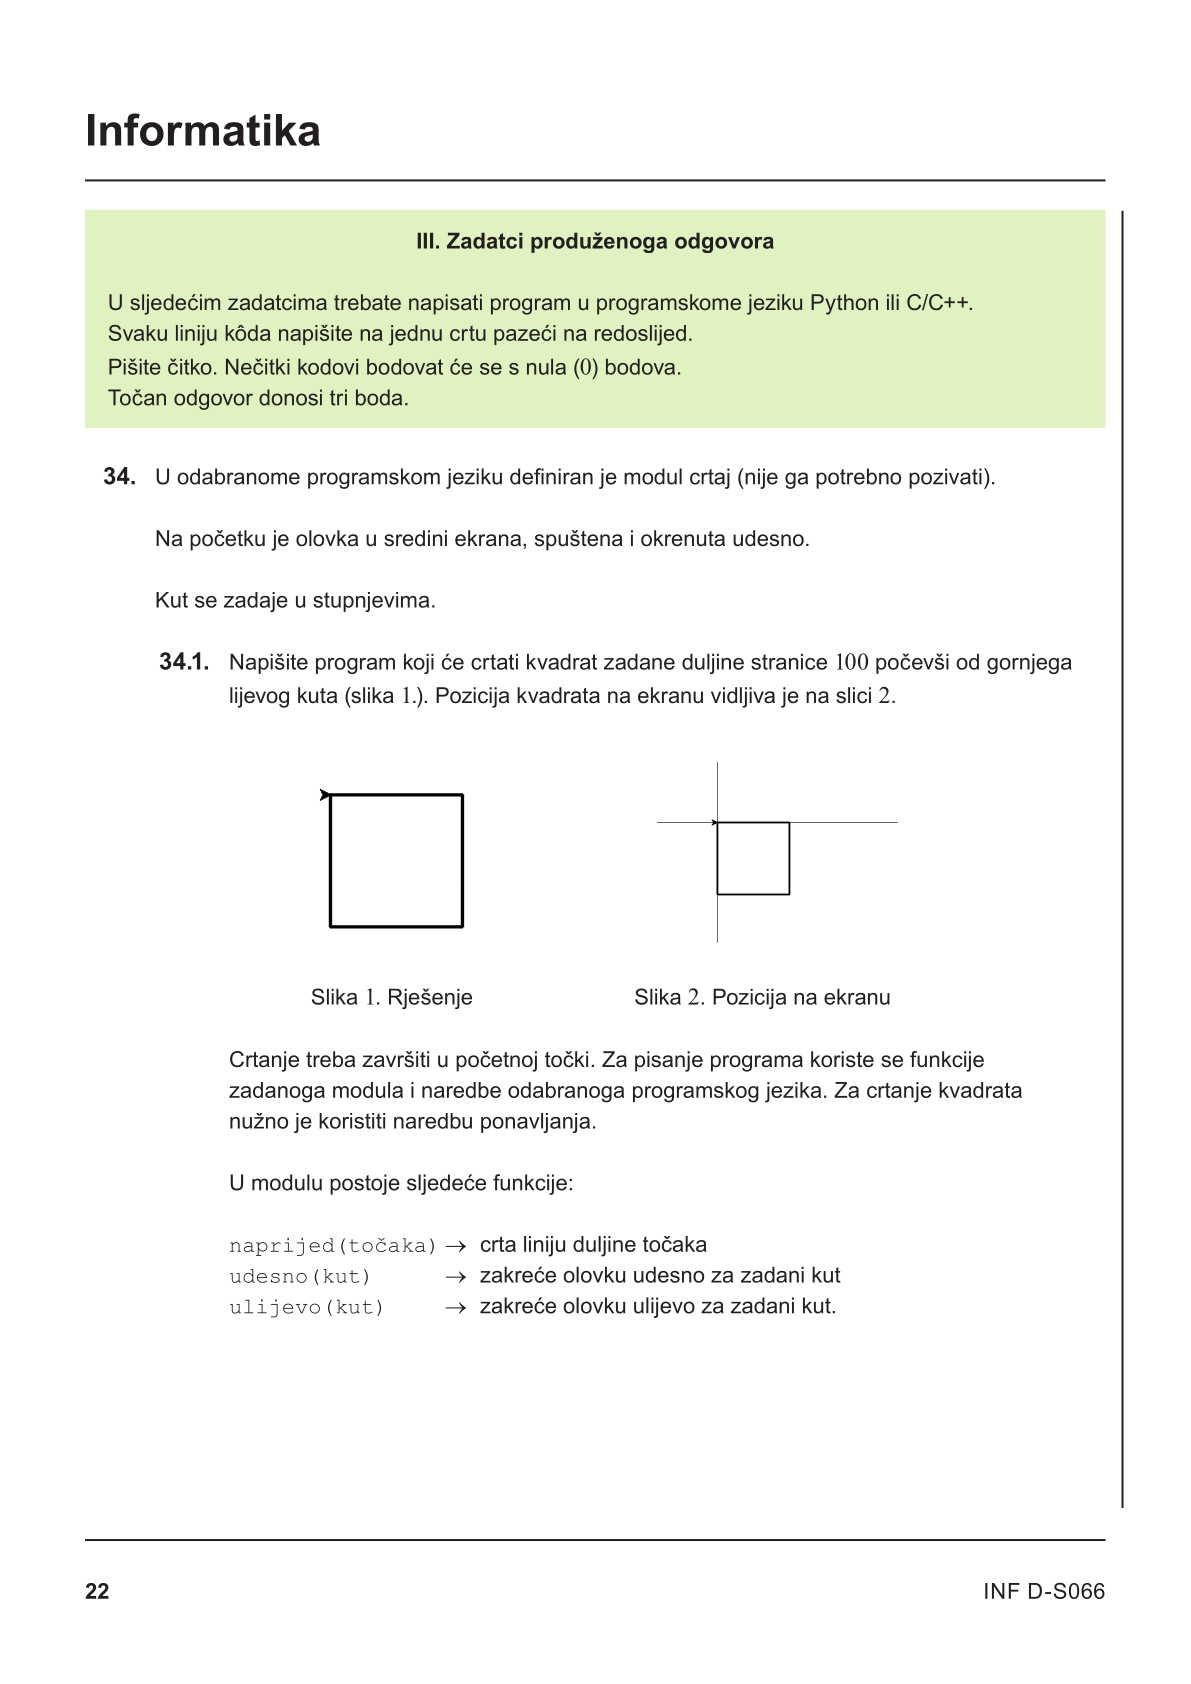 Informatika
III. Zadatci produženoga odgovora
U sljedećim zadatcima trebate napisati program u programskome jeziku Python ili C/C++.
Svaku liniju kôda napišite na jednu crtu pazeći na redoslijed.
Pišite čitko. Nečitki kodovi bodovat će se s nula (0) bodova.
Točan odgovor donosi tri boda.
34. U odabranome programskom jeziku definiran je modul crtaj (nije ga potrebno pozivati).
Na početku je olovka u sredini ekrana, spuštena i okrenuta udesno.
Kut se zadaje u stupnjevima.
34.1. Napišite program koji će crtati kvadrat zadane duljine stranice 100 počevši od gornjega
lijevog kuta (slika 1.). Pozicija kvadrata na ekranu vidljiva je na slici 2.
Slika 1. Rješenje Slika 2. Pozicija na ekranu
Crtanje treba završiti u početnoj točki. Za pisanje programa koriste se funkcije
zadanoga modula i naredbe odabranoga programskog jezika. Za crtanje kvadrata
nužno je koristiti naredbu ponavljanja.
U modulu postoje sljedeće funkcije:
naprijed(točaka) → crta liniju duljine točaka
udesno(kut) → zakreće olovku udesno za zadani kut
ulijevo(kut) → zakreće olovku ulijevo za zadani kut.
22 INF D-S066